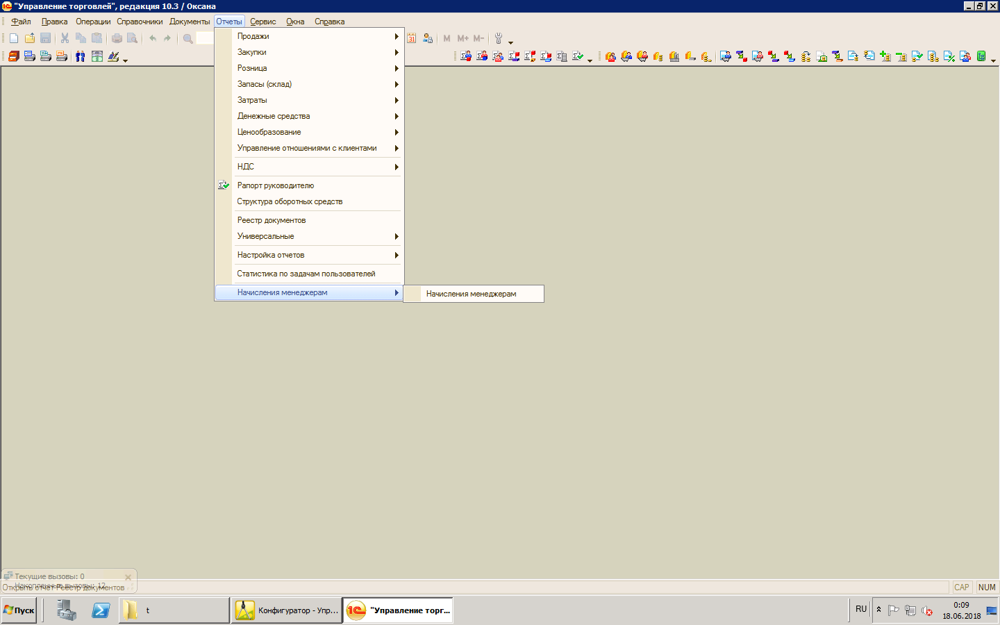 "Управление торговлей", редакция 10.3 / Оксана
Файл Правка Операции Справочники Документы Отчеты Сервис Окна Справка
31 M M+ M-
Продажи
Закупки
Розница
Запасы (склад)
Затраты
Денежные средства
Ценообразование
Управление отношениями с клиентами
НДС
Рапорт руководителю
Структура оборотных средств
Реестр документов
Универсальные
Настройка отчетов
Статистика по задачам пользователей
Начисления менеджерам
Начисления менеджерам
Текущие вызовы: 0
Накопленные вызовы: 12
Открыть отчет Реестр документов
CAP NUM
Пуск
t
Конфигуратор - Упр...
"Управление торг...
RU
0:09
18.06.2018